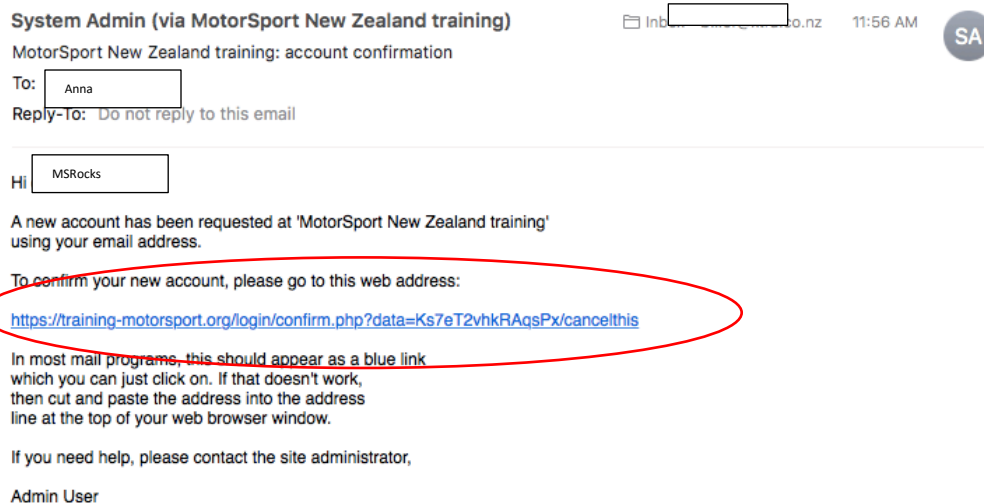 System Admin (via MotorSport New Zealand training)
11:56 AM
SA
MotorSport New Zealand training: account confirmation
To: Anna
Reply-To: Do not reply to this email
Hi MSRocks
A new account has been requested at 'MotorSport New Zealand training'
using your email address.
To confirm your new account, please go to this web address:
https://training-motorsport.org/login/confirm.php?data=Ks7eT2vhkRAqsPx/cancelthis
In most mail programs, this should appear as a blue link
which you can just click on. If that doesn't work,
then cut and paste the address into the address
line at the top of your web browser window.
If you need help, please contact the site administrator,
Admin User